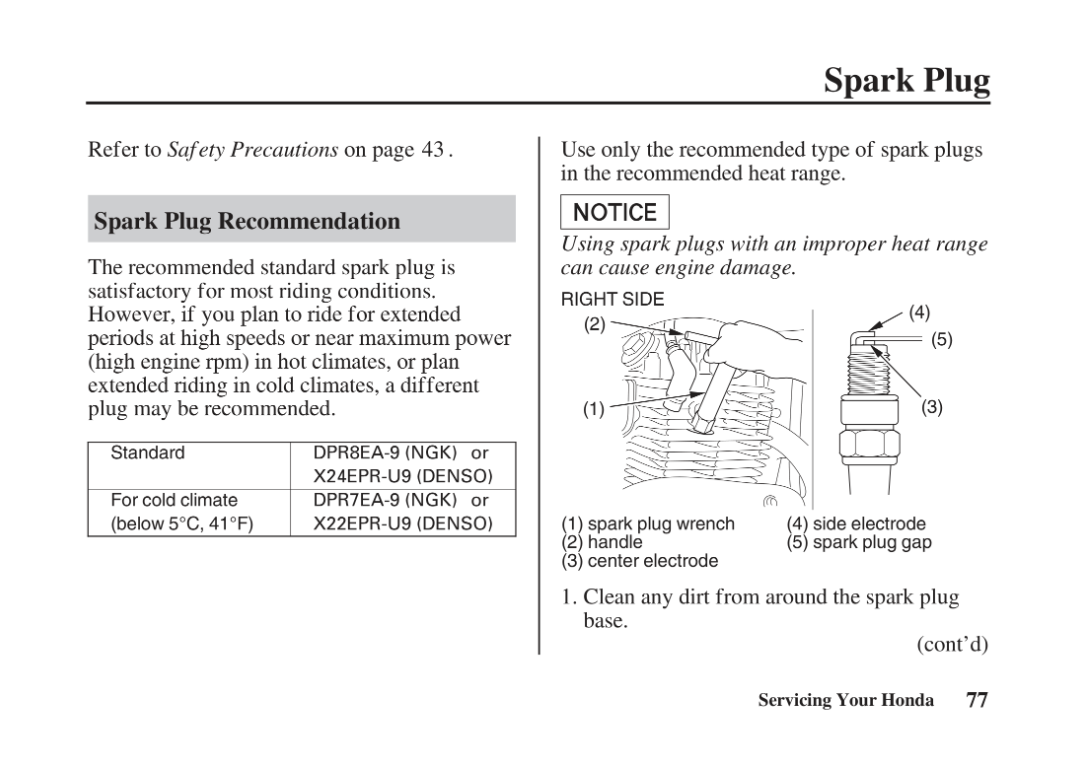 Spark Plug
Refer to Safety Precautions on page 43 .
Spark Plug Recommendation
The recommended standard spark plug is
satisfactory for most riding conditions.
However, if you plan to ride for extended
periods at high speeds or near maximum power
(high engine rpm) in hot climates, or plan
extended riding in cold climates, a different
plug may be recommended.
Standard DPR8EA-9 (NGK) or
X24EPR-U9 (DENSO)
For cold climate DPR7EA-9 (NGK) or
(below 5°C, 41°F) X22EPR-U9 (DENSO)
Use only the recommended type of spark plugs
in the recommended heat range.
NOTICE
Using spark plugs with an improper heat range
can cause engine damage.
RIGHT SIDE
(2)
(1)
(4)
(5)
(3)
(1) spark plug wrench (4) side electrode
(2) handle (5) spark plug gap
(3) center electrode
1. Clean any dirt from around the spark plug
base.
(cont'd)
Servicing Your Honda 77